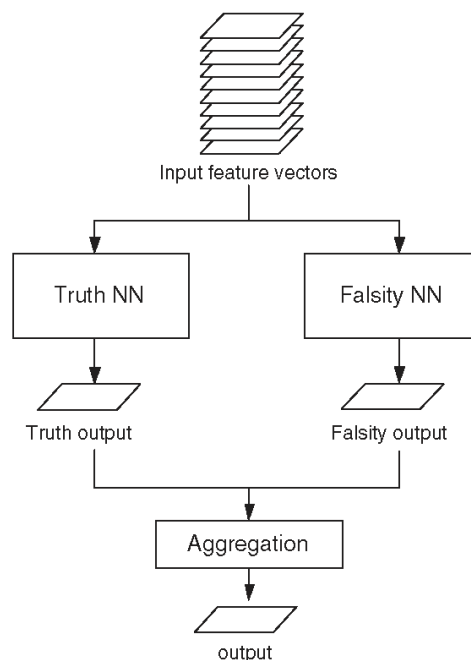 Input feature vectors
Truth NN
Falsity NN
Truth output
Falsity output
Aggregation
output